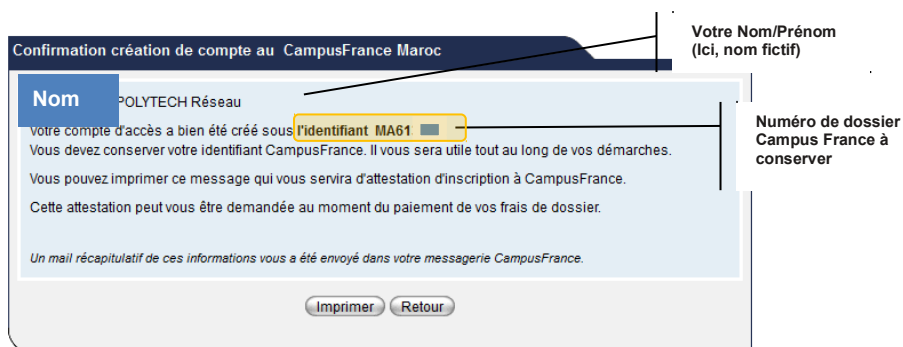 Votre Nom/Prénom
(Ici, nom fictif)
Confirmation création de compte au CampusFrance Maroc
Nom
POLYTECH Réseau
Votre compte d'accès a bien été créé sous l'identifiant MA61
Vous devez conserver votre identifiant CampusFrance. Il vous sera utile tout au long de vos démarches.
Numéro de dossier
Campus France à
conserver
Vous pouvez imprimer ce message qui vous servira d'attestation d'inscription à CampusFrance.
Cette attestation peut vous être demandée au moment du paiement de vos frais de dossier.
Un mail récapitulatif de ces informations vous a été envoyé dans votre messagerie CampusFrance.
Imprimer Retour